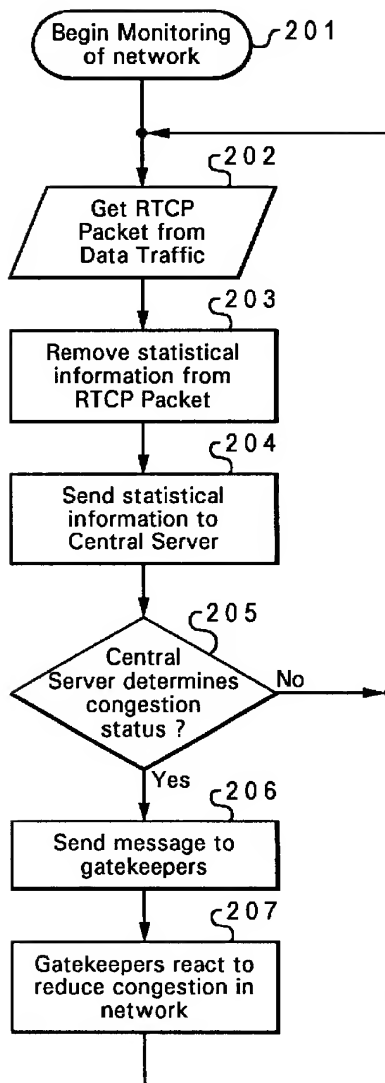 Begin Monitoring
of network
201
202
Get RTCP
Packet from
Data Traffic
203
Remove statistical
information from
RTCP Packet
204
Send statistical
information to
Central Server
205
Central
Server determines
congestion
status ?
No
Yes
206
Send message to
gatekeepers
207
Gatekeepers react to
reduce congestion in
network